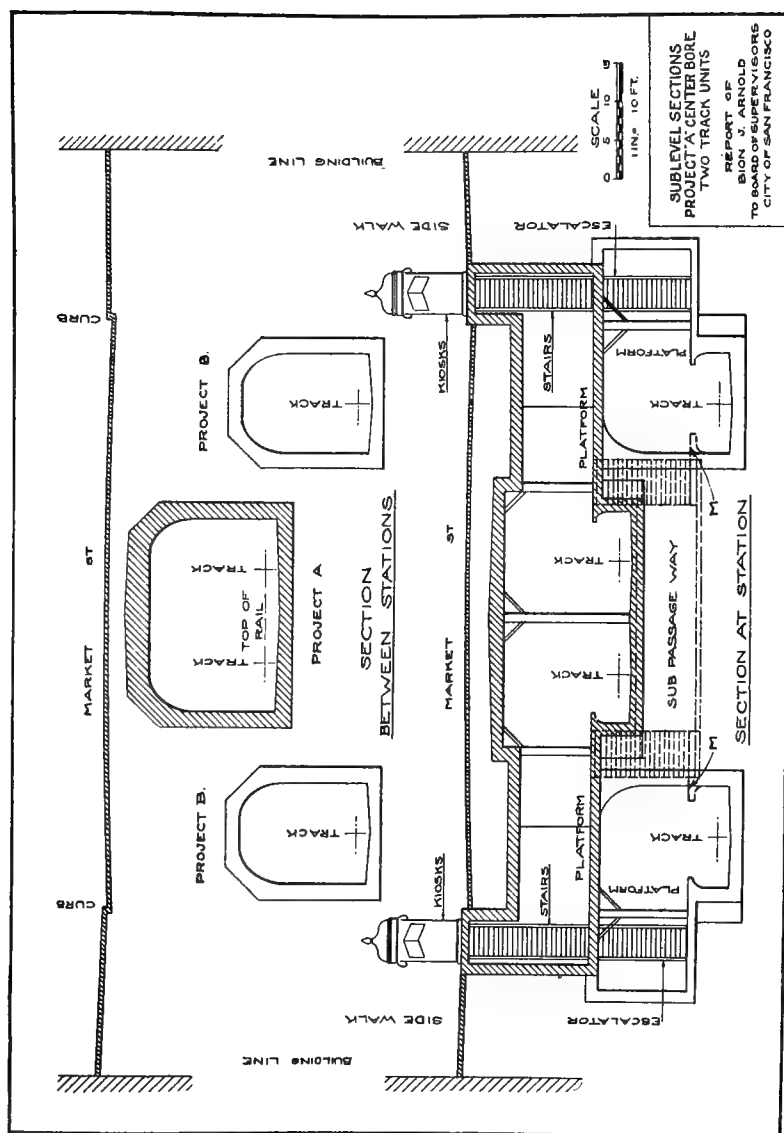 BUILDING LINE
SIDE WALK
CURB
MARKET ST
CURB
BUILDING LINE
SIDE WALK
PROJECT B.
TRACK
PROJECT A
TRACK
TRACK
TOP OF
RAIL
PROJECT B.
TRACK
SECTION
BETWEEN STATIONS
MARKET ST
KIOSKS
KIOSKS
STAIRS
STAIRS
PLATFORM
PLATFORM
TRACK
TRACK
ESCALATOR
ESCALATOR
PLATFORM
PLATFORM
TRACK
TRACK
M
M
SUB PASSAGE WAY
SECTION AT STATION
SCALE
0 5 10 15
1 IN. = 10 FT.
SUBLEVEL SECTIONS
PROJECT "A" CENTER BORE
TWO TRACK UNITS
REPORT OF
BION J. ARNOLD
TO BOARD OF SUPERVISORS
CITY OF SAN FRANCISCO